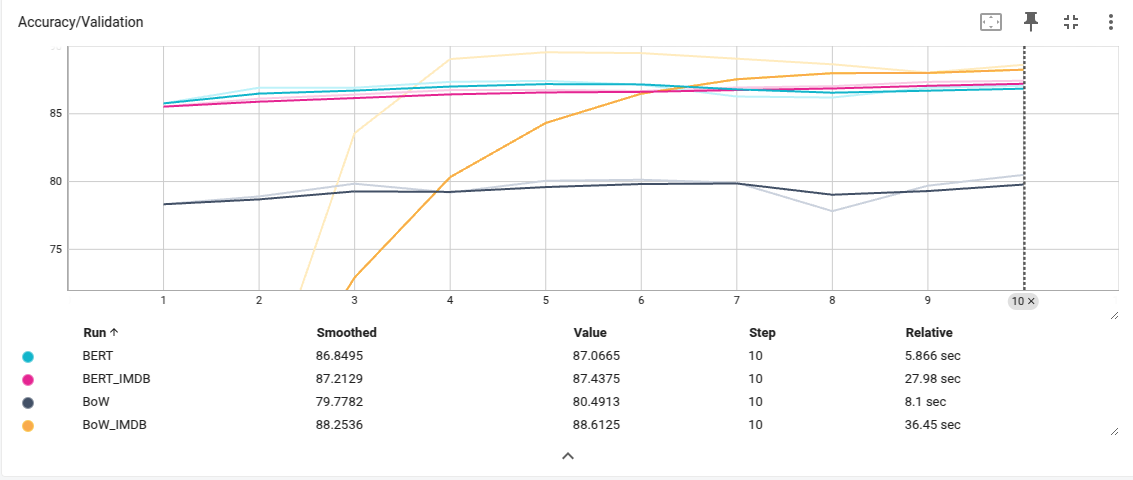 Accuracy/Validation
85
80
75
1 2 3 4 5 6 7 8 9 10 ×
Run ↑ Smoothed Value Step Relative
BERT 86.8495 87.0665 10 5.866 sec
BERT_IMDB 87.2129 87.4375 10 27.98 sec
BoW 79.7782 80.4913 10 8.1 sec
BoW_IMDB 88.2536 88.6125 10 36.45 sec